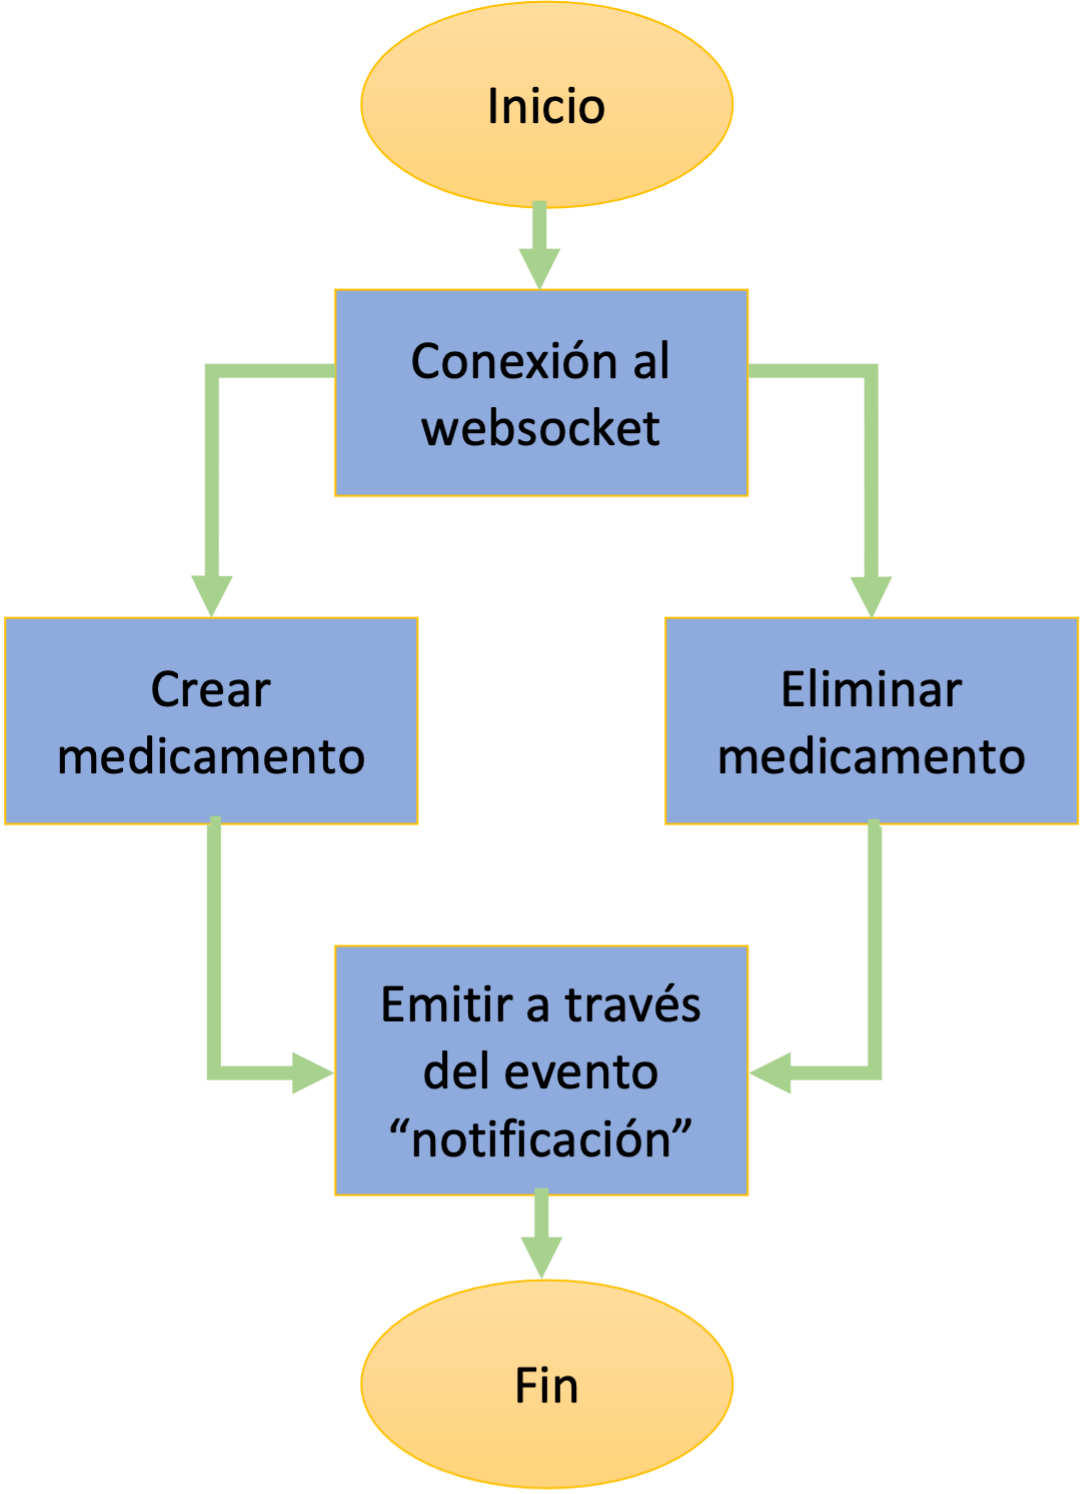 Inicio
Conexión al
websocket
Crear
medicamento
Eliminar
medicamento
Emitir a través
del evento
“notificación”
Fin